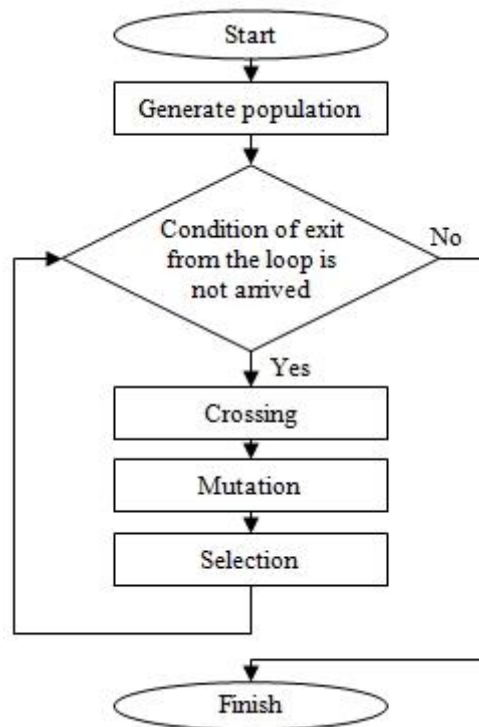 Start
Generate population
Condition of exit
from the loop is
not arrived
No
Yes
Crossing
Mutation
Selection
Finish